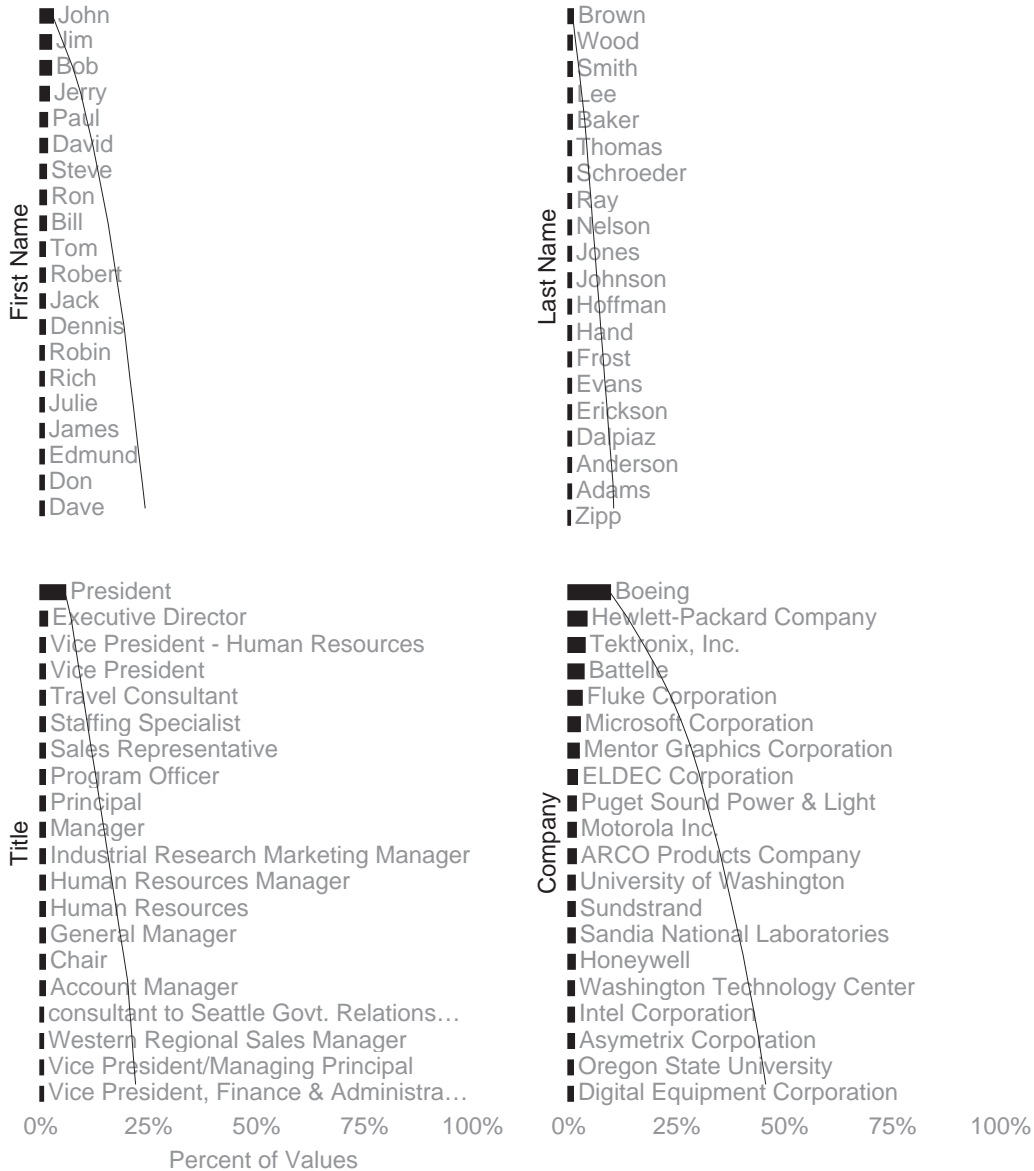 First Name
John
Jim
Bob
Jerry
Paul
David
Steve
Ron
Bill
Tom
Robert
Jack
Dennis
Robin
Rich
Julie
James
Edmund
Don
Dave
Last Name
Brown
Wood
Smith
Lee
Baker
Thomas
Schroeder
Ray
Nelson
Jones
Johnson
Hoffman
Hand
Frost
Evans
Erickson
Dalpiaz
Anderson
Adams
Zipp
Title
President
Executive Director
Vice President - Human Resources
Vice President
Travel Consultant
Staffing Specialist
Sales Representative
Program Officer
Principal
Manager
Industrial Research Marketing Manager
Human Resources Manager
Human Resources
General Manager
Chair
Account Manager
consultant to Seattle Govt. Relations…
Western Regional Sales Manager
Vice President/Managing Principal
Vice President, Finance & Administra…
0% 25% 50% 75% 100%
Percent of Values
Company
Boeing
Hewlett-Packard Company
Tektronix, Inc.
Battelle
Fluke Corporation
Microsoft Corporation
Mentor Graphics Corporation
ELDEC Corporation
Puget Sound Power & Light
Motorola Inc.
ARCO Products Company
University of Washington
Sundstrand
Sandia National Laboratories
Honeywell
Washington Technology Center
Intel Corporation
Asymetrix Corporation
Oregon State University
Digital Equipment Corporation
0% 25% 50% 75% 100%